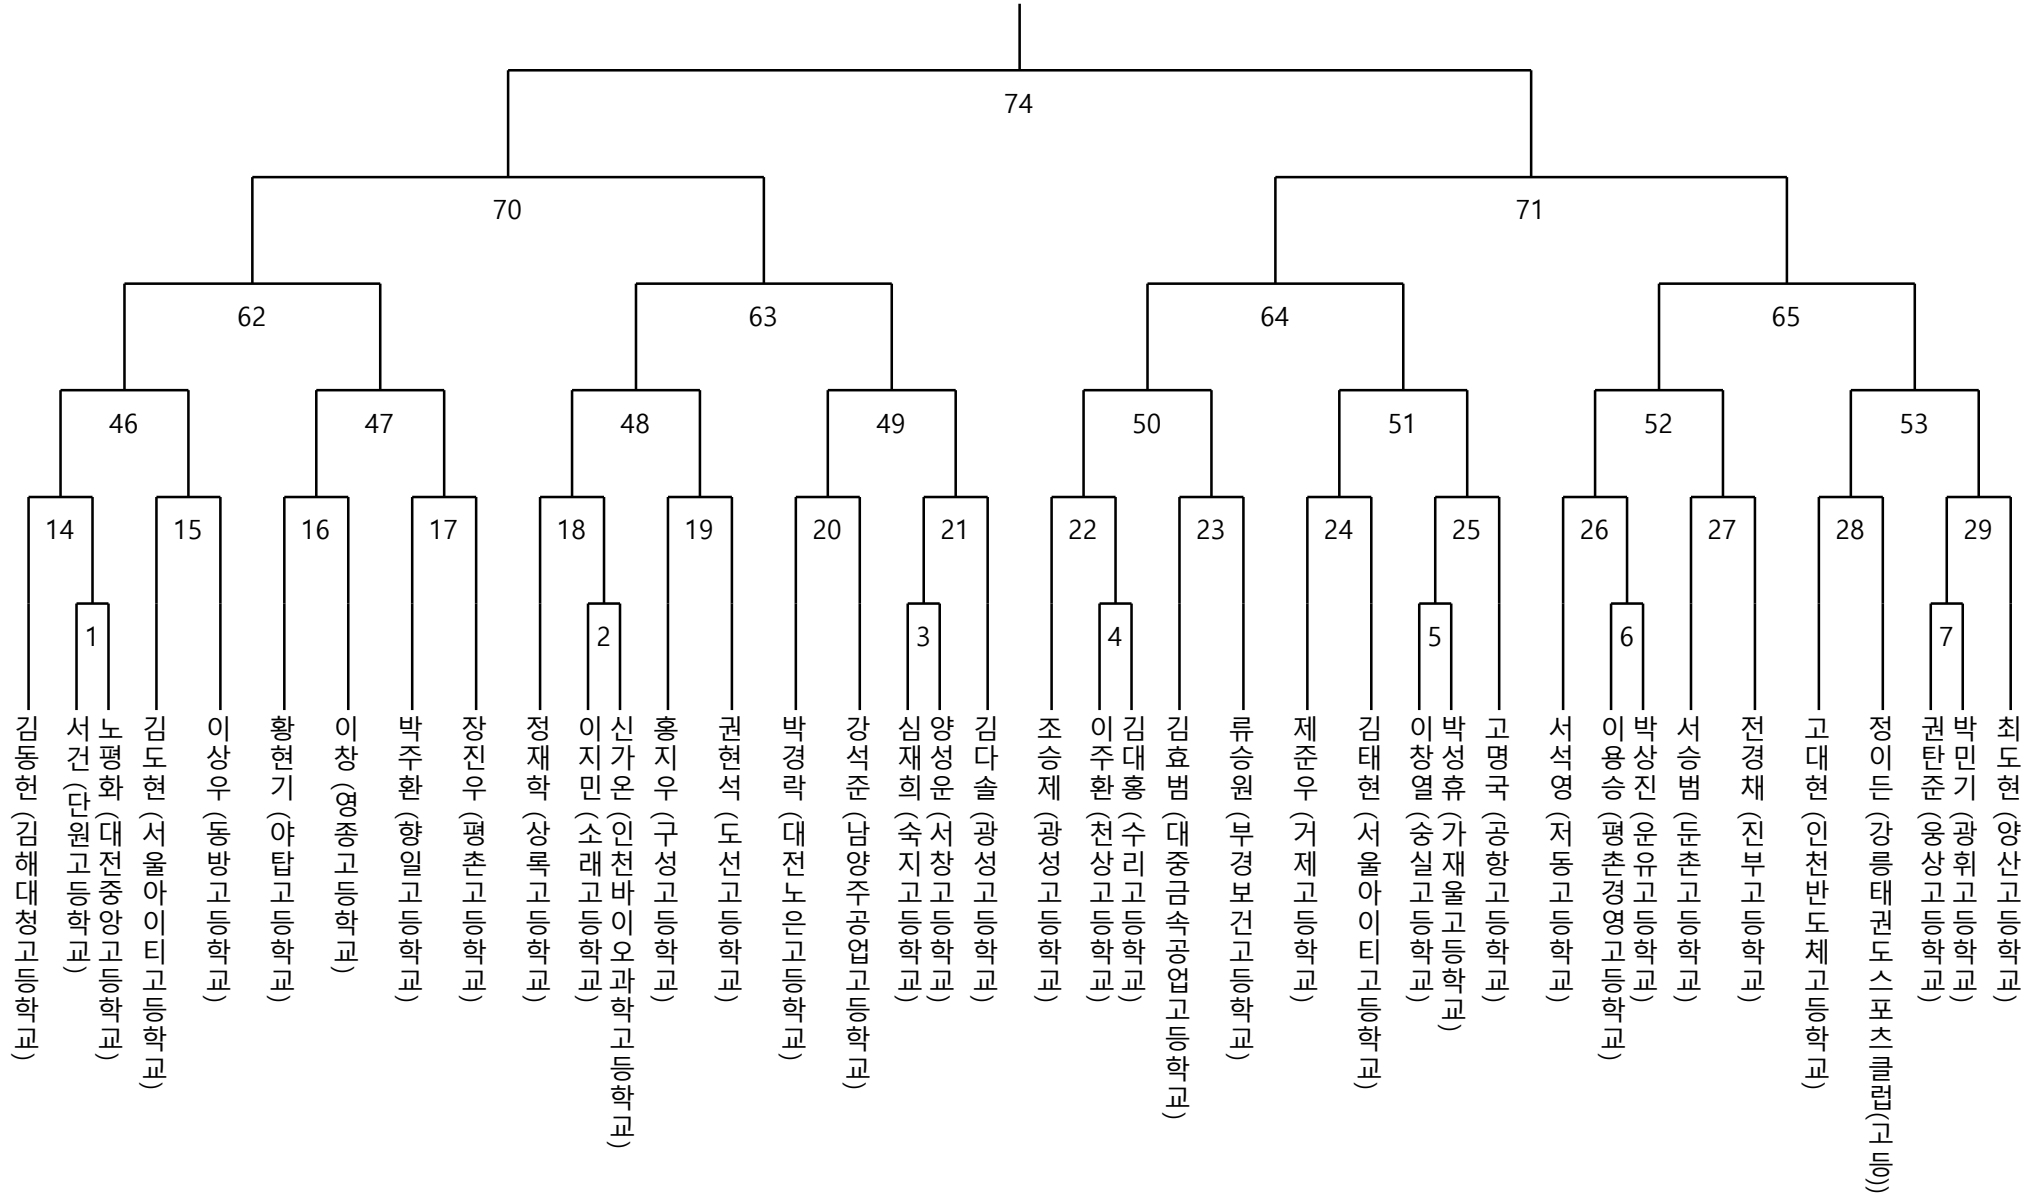 74
70
71
62
63
64
65
46
47
48
49
50
51
52
53
14
15
16
17
18
19
20
21
22
23
24
25
26
27
28
29
1
2
3
4
5
6
7
김동헌 (김해대청고등학교)
서건 (단원고등학교)
노평화 (대전중앙고등학교)
김도현 (서울아이티고등학교)
이상우 (동방고등학교)
황현기 (야탑고등학교)
이창 (영종고등학교)
박주환 (향일고등학교)
장진우 (평촌고등학교)
정재학 (상록고등학교)
이지민 (소래고등학교)
신가온 (인천바이오과학고등학교)
홍지우 (구성고등학교)
권현석 (도선고등학교)
박경락 (대전노은고등학교)
강석준 (남양주공업고등학교)
심재희 (숙지고등학교)
양성운 (서창고등학교)
김다솔 (광성고등학교)
조승제 (광성고등학교)
이주환 (천상고등학교)
김대홍 (수리고등학교)
김효범 (대중금속공업고등학교)
류승원 (부경보건고등학교)
제준우 (거제고등학교)
김태현 (서울아이티고등학교)
이창열 (숭실고등학교)
박성휴 (가재울고등학교)
고명국 (공항고등학교)
서석영 (저동고등학교)
이용승 (평촌경영고등학교)
박상진 (운유고등학교)
서승범 (둔촌고등학교)
전경채 (진부고등학교)
고대현 (인천반도체고등학교)
정이든 (강릉태권도스포츠클럽(고등))
권탄준 (웅상고등학교)
박민기 (광휘고등학교)
최도현 (양산고등학교)